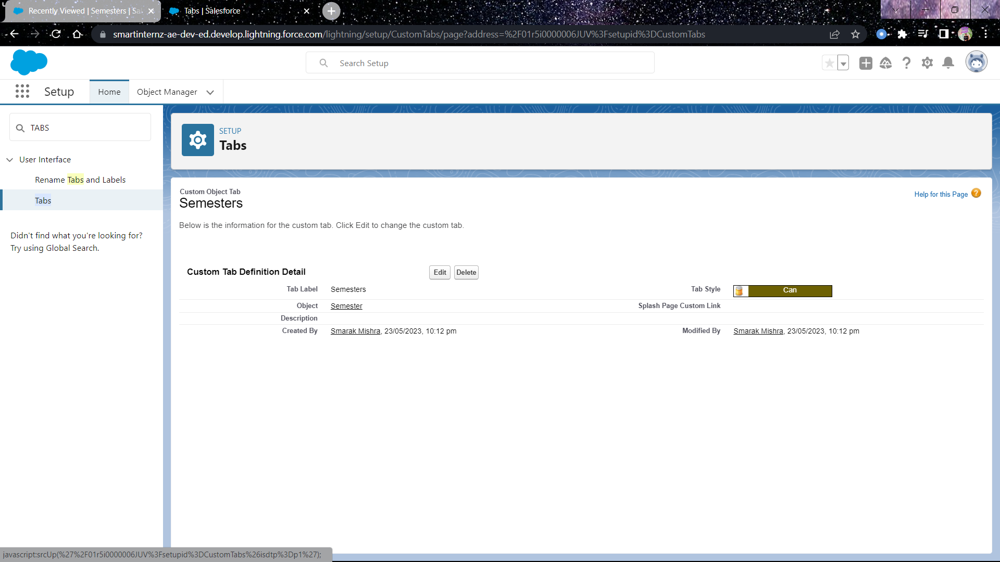 Recently Viewed | Semesters | Sa
Tabs | Salesforce
smartinternz-ae-dev-ed.develop.lightning.force.com/lightning/setup/CustomTabs/page?address=%2F01r5i0000006JUV%3Fsetupid%3DCustomTabs
Search Setup
Setup
Home
Object Manager
TABS
User Interface
Rename Tabs and Labels
Tabs
Didn't find what you're looking for?
Try using Global Search.
SETUP
Tabs
Custom Object Tab
Semesters
Help for this Page
Below is the information for the custom tab. Click Edit to change the custom tab.
Custom Tab Definition Detail
Edit
Delete
Tab Label Semesters
Tab Style Can
Object Semester
Splash Page Custom Link
Description
Created By Smarak Mishra, 23/05/2023, 10:12 pm
Modified By Smarak Mishra, 23/05/2023, 10:12 pm
javascript:srcUp(%27%2F01r5i0000006JUV%3Fsetupid%3DCustomTabs%26isdtp%3Dp1%27);